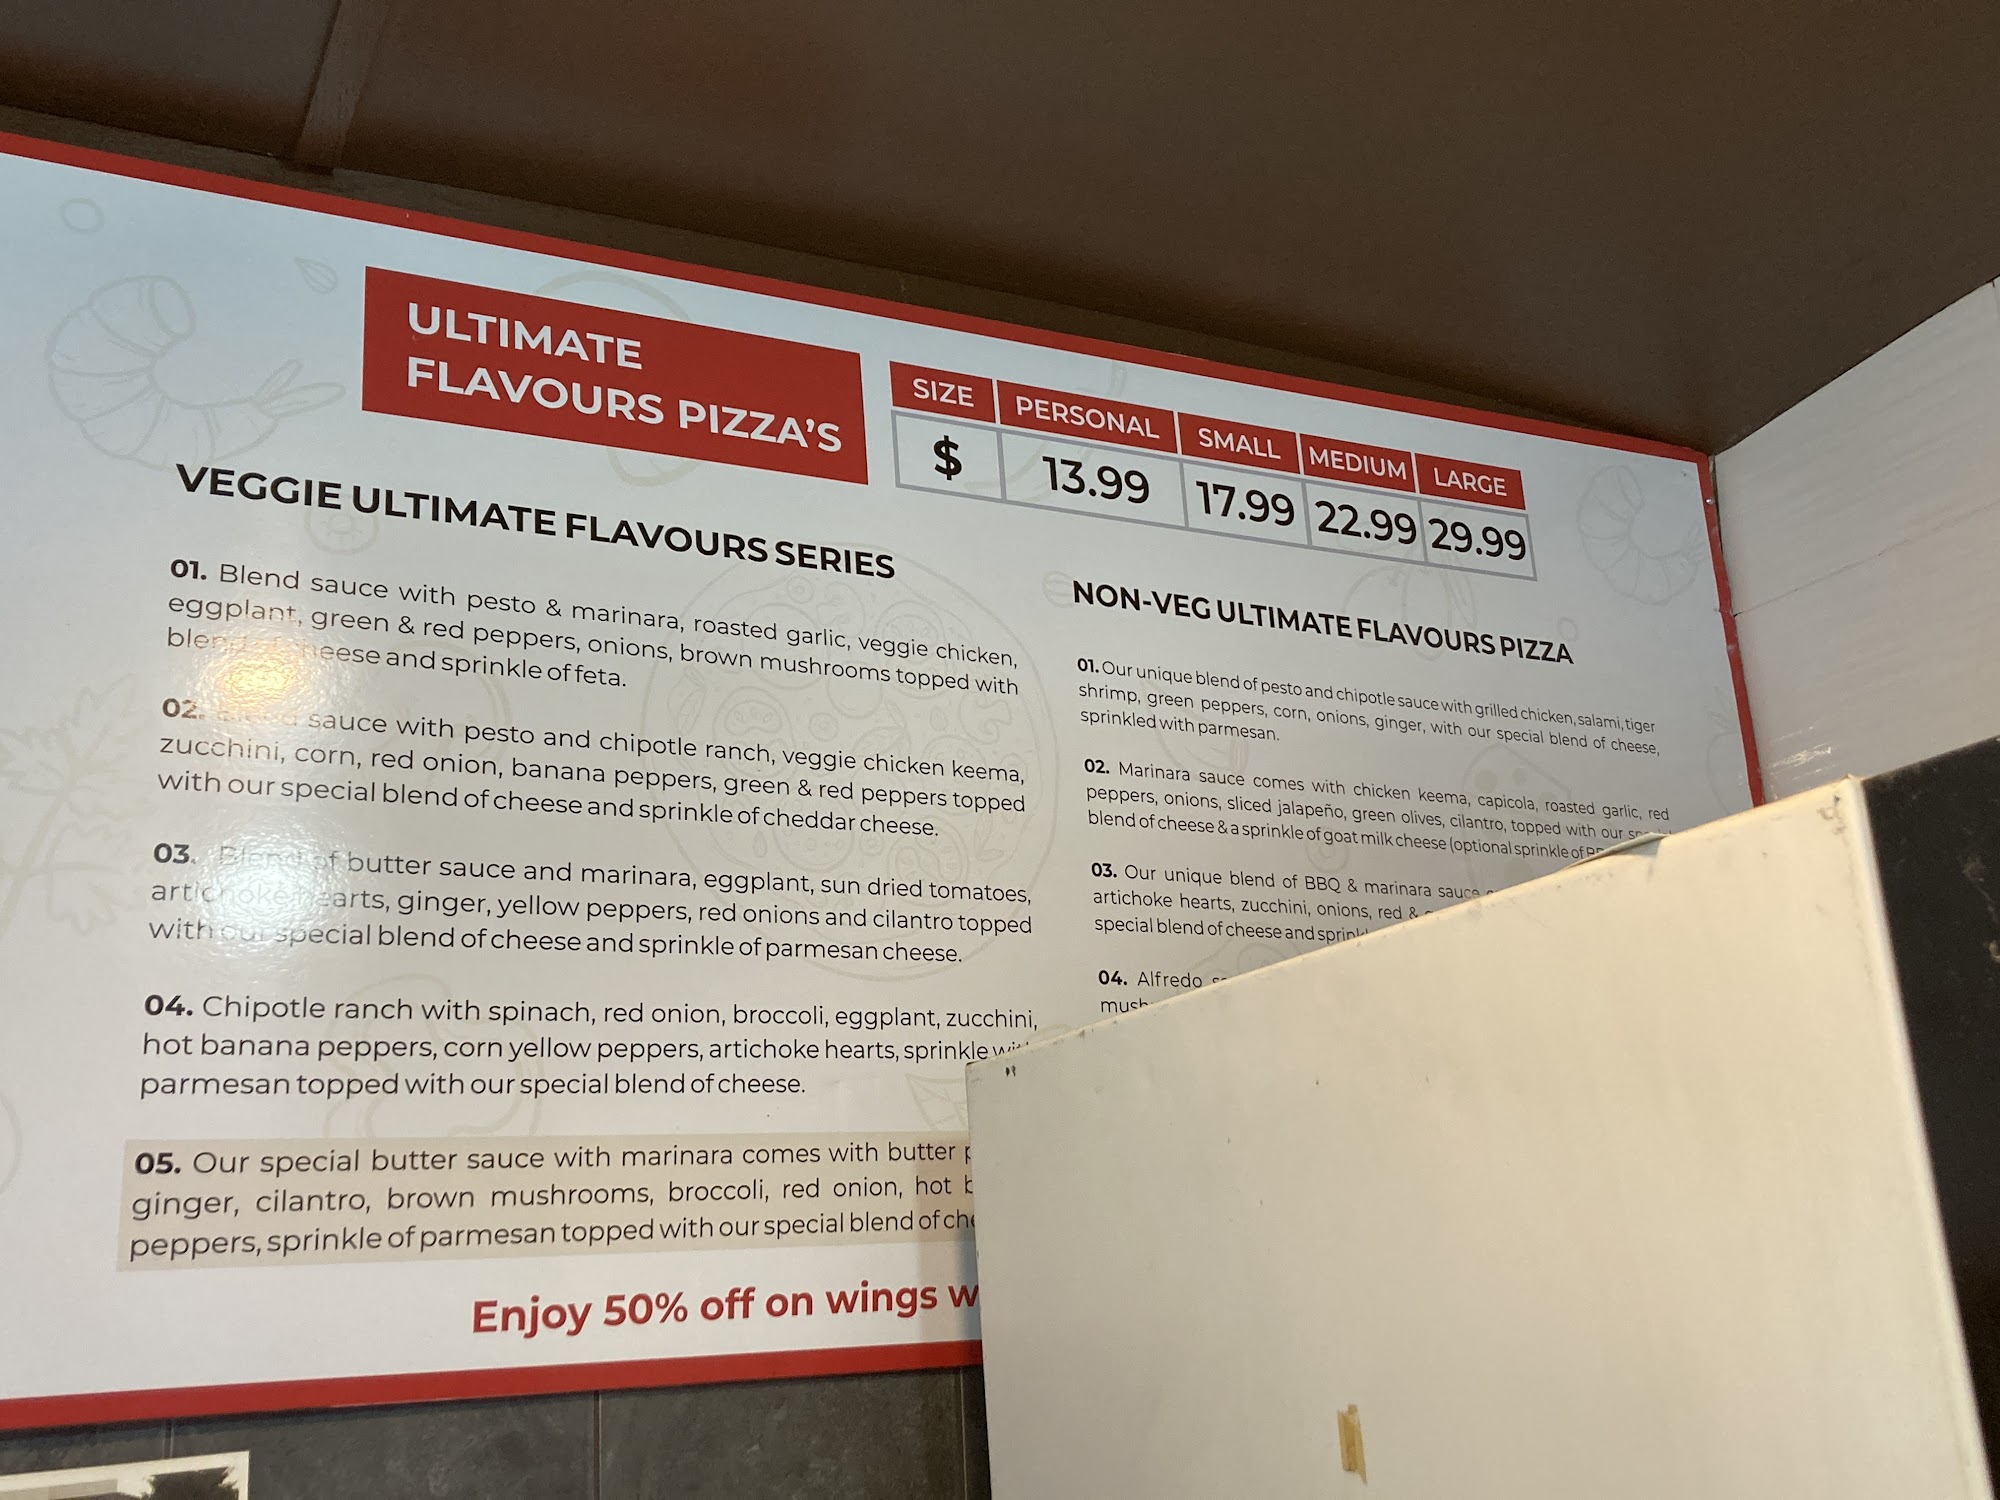 ULTIMATE
FLAVOURS PIZZA'S
SIZE PERSONAL SMALL MEDIUM LARGE
$ 13.99 17.99 22.99 29.99
VEGGIE ULTIMATE FLAVOURS SERIES
01. Blend sauce with pesto & marinara, roasted garlic, veggie chicken,
eggplant, green & red peppers, onions, brown mushrooms topped with
blend of cheese and sprinkle of feta.
02. Blend sauce with pesto and chipotle ranch, veggie chicken keema,
zucchini, corn, red onion, banana peppers, green & red peppers topped
with our special blend of cheese and sprinkle of cheddar cheese.
03. Blend of butter sauce and marinara, eggplant, sun dried tomatoes,
artichoke hearts, ginger, yellow peppers, red onions and cilantro topped
with our special blend of cheese and sprinkle of parmesan cheese.
04. Chipotle ranch with spinach, red onion, broccoli, eggplant, zucchini,
hot banana peppers, corn yellow peppers, artichoke hearts, sprinkle
parmesan topped with our special blend of cheese.
05. Our special butter sauce with marinara comes with butter
ginger, cilantro, brown mushrooms, broccoli, red onion, hot
peppers, sprinkle of parmesan topped with our special blend of
Enjoy 50% off on wings
NON-VEG ULTIMATE FLAVOURS PIZZA
01. Our unique blend of pesto and chipotle sauce with grilled chicken, salami, tiger
shrimp, green peppers, corn, onions, ginger, with our special blend of cheese,
sprinkled with parmesan.
02. Marinara sauce comes with chicken keema, capicola, roasted garlic, red
peppers, onions, sliced jalapeño, green olives, cilantro, topped with our
blend of cheese & a sprinkle of goat milk cheese (optional sprinkle of
03. Our unique blend of BBQ & marinara sauce
artichoke hearts, zucchini, onions, red &
special blend of cheese and
04. Alfredo